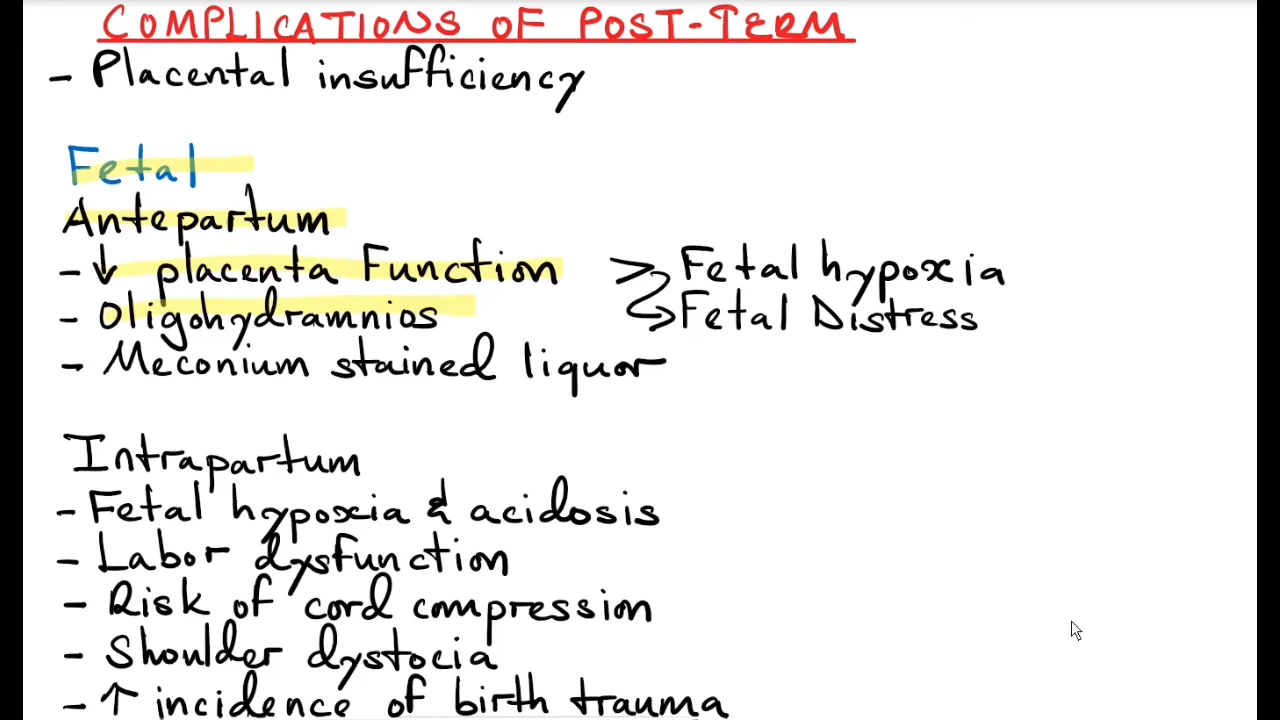 COMPLICATIONS OF POST-TERM
- Placental insufficiency
Fetal
Antepartum
- ↓ placenta Function > Fetal hypoxia
- Oligohydramnios → Fetal Distress
- Meconium stained liquor
Intrapartum
- Fetal hypoxia & acidosis
- Labor dysfunction
- Risk of cord compression
- Shoulder dystocia
- ↑ incidence of birth trauma